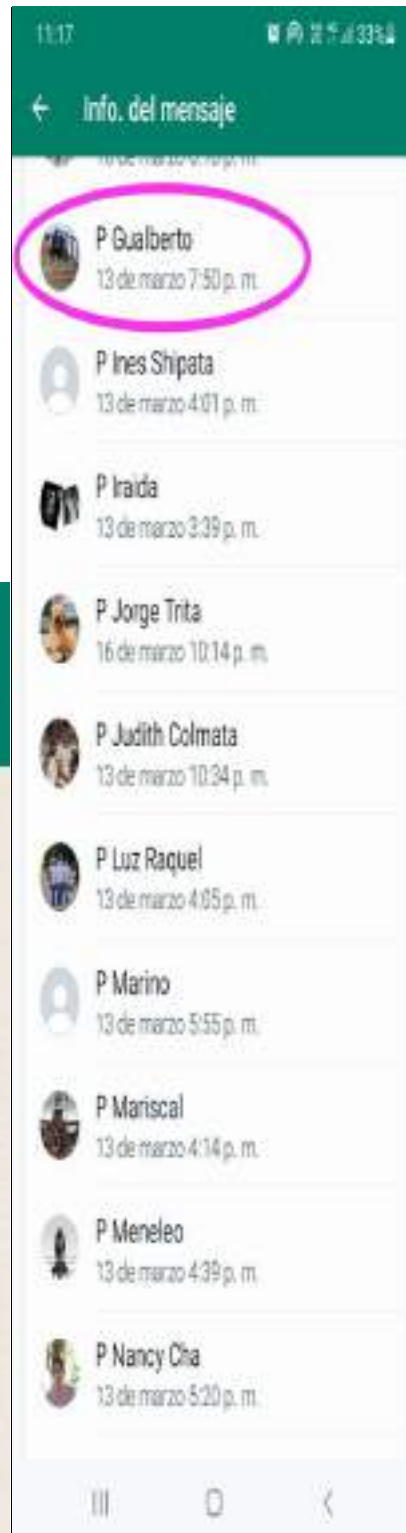 11:17
33%
← Info. del mensaje
P Gualberto
13 de marzo 7:50 p. m.
P Ines Shipata
13 de marzo 4:01 p. m.
P Iraida
13 de marzo 3:39 p. m.
P Jorge Trita
16 de marzo 10:14 p. m.
P Judith Colmata
13 de marzo 10:34 p. m.
P Luz Raquel
13 de marzo 4:05 p. m.
P Marino
13 de marzo 5:55 p. m.
P Mariscal
13 de marzo 4:14 p. m.
P Meneleo
13 de marzo 4:39 p. m.
P Nancy Cha
13 de marzo 5:20 p. m.